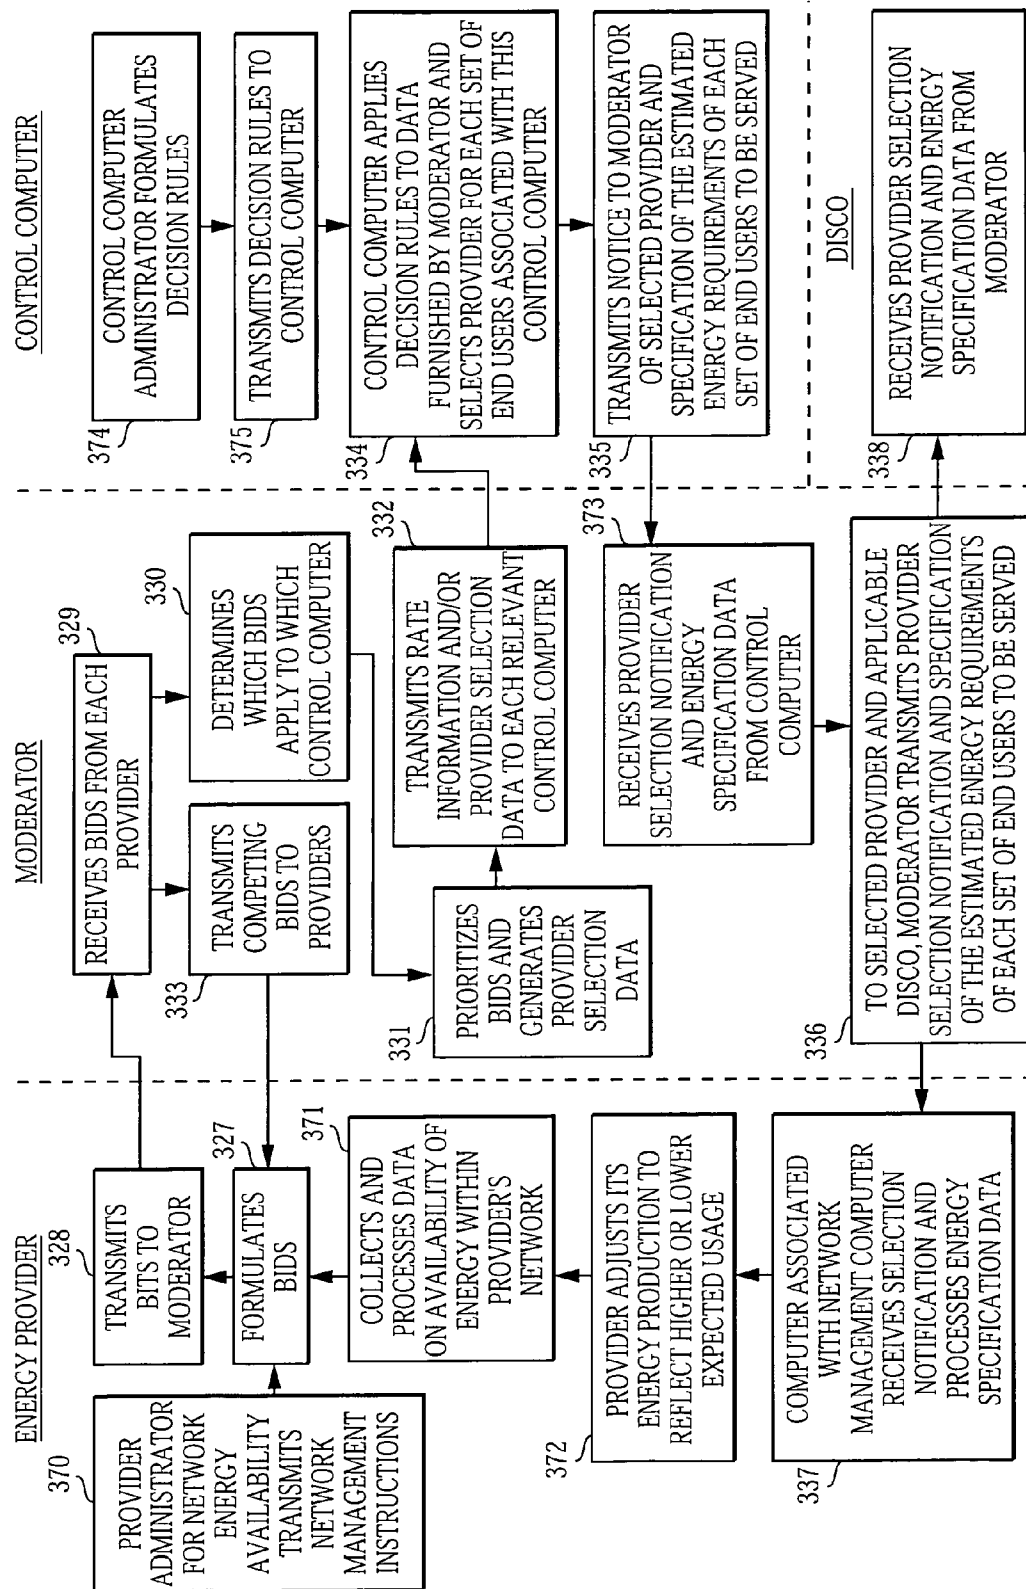 ENERGY PROVIDER
370
PROVIDER
ADMINISTRATOR
FOR NETWORK
ENERGY
AVAILABILITY
TRANSMITS
NETWORK
MANAGEMENT
INSTRUCTIONS
328
TRANSMITS
BITS TO
MODERATOR
327
FORMULATES
BIDS
371
COLLECTS AND
PROCESSES DATA
ON AVAILABILITY OF
ENERGY WITHIN
PROVIDER'S
NETWORK
372
PROVIDER ADJUSTS ITS
ENERGY PRODUCTION TO
REFLECT HIGHER OR LOWER
EXPECTED USAGE
337
COMPUTER ASSOCIATED
WITH NETWORK
MANAGEMENT COMPUTER
RECEIVES SELECTION
NOTIFICATION AND
PROCESSES ENERGY
SPECIFICATION DATA
MODERATOR
329
RECEIVES BIDS FROM EACH
PROVIDER
333
TRANSMITS
COMPETING
BIDS TO
PROVIDERS
330
DETERMINES
WHICH BIDS
APPLY TO WHICH
CONTROL COMPUTER
331
PRIORITIZES
BIDS AND
GENERATES
PROVIDER
SELECTION
DATA
332
TRANSMITS RATE
INFORMATION AND/OR
PROVIDER SELECTION
DATA TO EACH RELEVANT
CONTROL COMPUTER
373
RECEIVES PROVIDER
SELECTION NOTIFICATION
AND ENERGY
SPECIFICATION DATA
FROM CONTROL
COMPUTER
336
TO SELECTED PROVIDER AND APPLICABLE
DISCO, MODERATOR TRANSMITS PROVIDER
SELECTION NOTIFICATION AND SPECIFICATION
OF THE ESTIMATED ENERGY REQUIREMENTS
OF EACH SET OF END USERS TO BE SERVED
CONTROL COMPUTER
374
CONTROL COMPUTER
ADMINISTRATOR FORMULATES
DECISION RULES
375
TRANSMITS DECISION RULES TO
CONTROL COMPUTER
334
CONTROL COMPUTER APPLIES
DECISION RULES TO DATA
FURNISHED BY MODERATOR AND
SELECTS PROVIDER FOR EACH SET OF
END USERS ASSOCIATED WITH THIS
CONTROL COMPUTER
335
TRANSMITS NOTICE TO MODERATOR
OF SELECTED PROVIDER AND
SPECIFICATION OF THE ESTIMATED
ENERGY REQUIREMENTS OF EACH
SET OF END USERS TO BE SERVED
DISCO
338
RECEIVES PROVIDER SELECTION
NOTIFICATION AND ENERGY
SPECIFICATION DATA FROM
MODERATOR